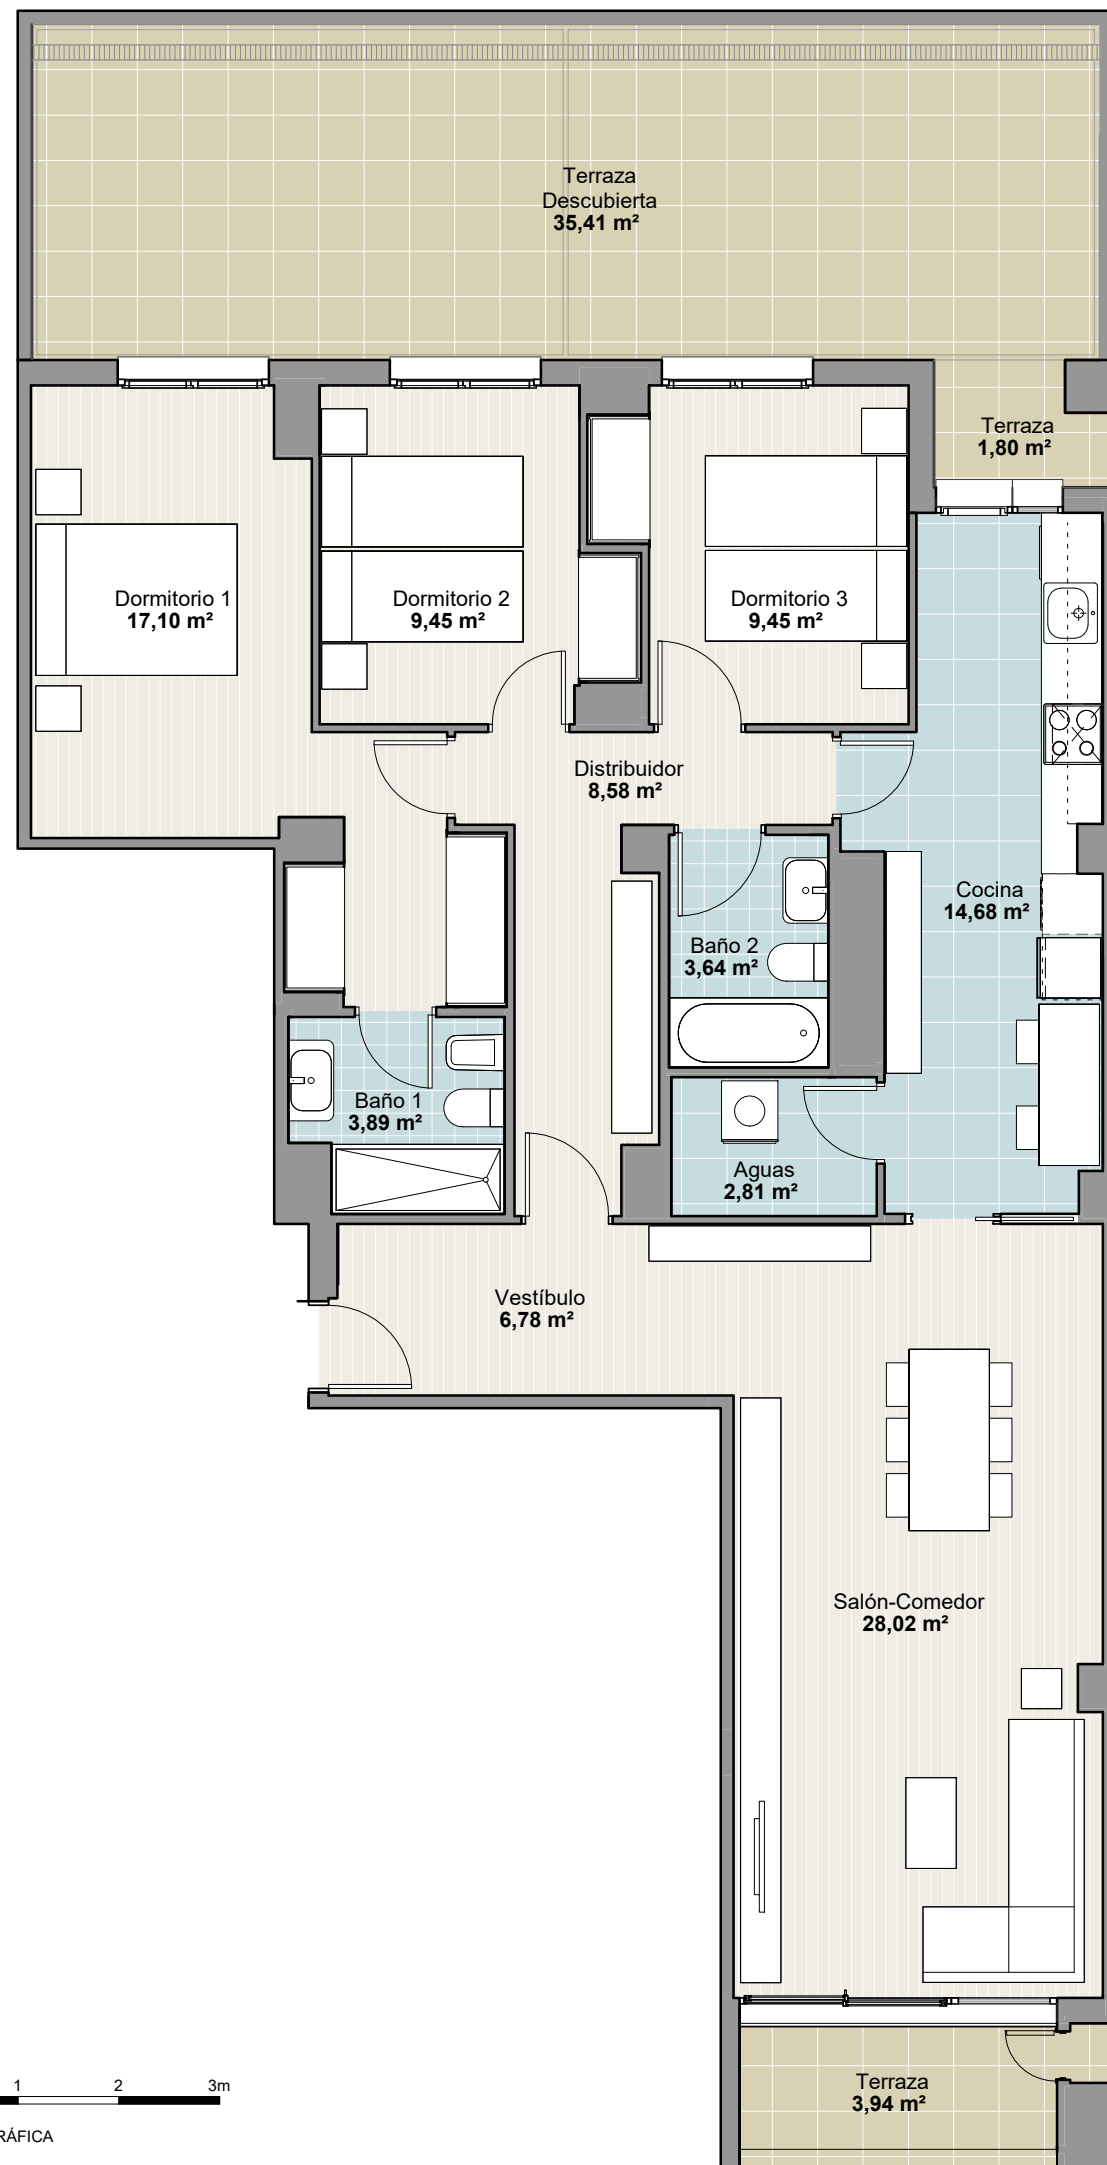 Terraza
Descubierta
35,41 m²
Terraza
1,80 m²
Dormitorio 1
17,10 m²
Dormitorio 2
9,45 m²
Dormitorio 3
9,45 m²
Distribuidor
8,58 m²
Cocina
14,68 m²
Baño 2
3,64 m²
Baño 1
3,89 m²
Aguas
2,81 m²
Vestíbulo
6,78 m²
Salón-Comedor
28,02 m²
Terraza
3,94 m²
1 2 3m
RÁFICA